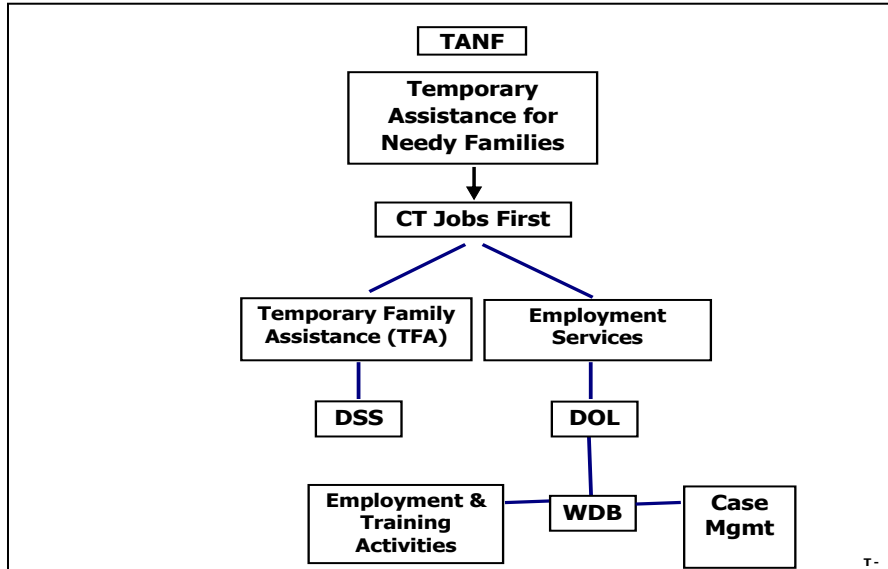 TANF
Temporary
Assistance for
Needy Families
CT Jobs First
Temporary Family
Assistance (TFA)
Employment
Services
DSS
DOL
Employment &
Training
Activities
WDB
Case
Mgmt
T-